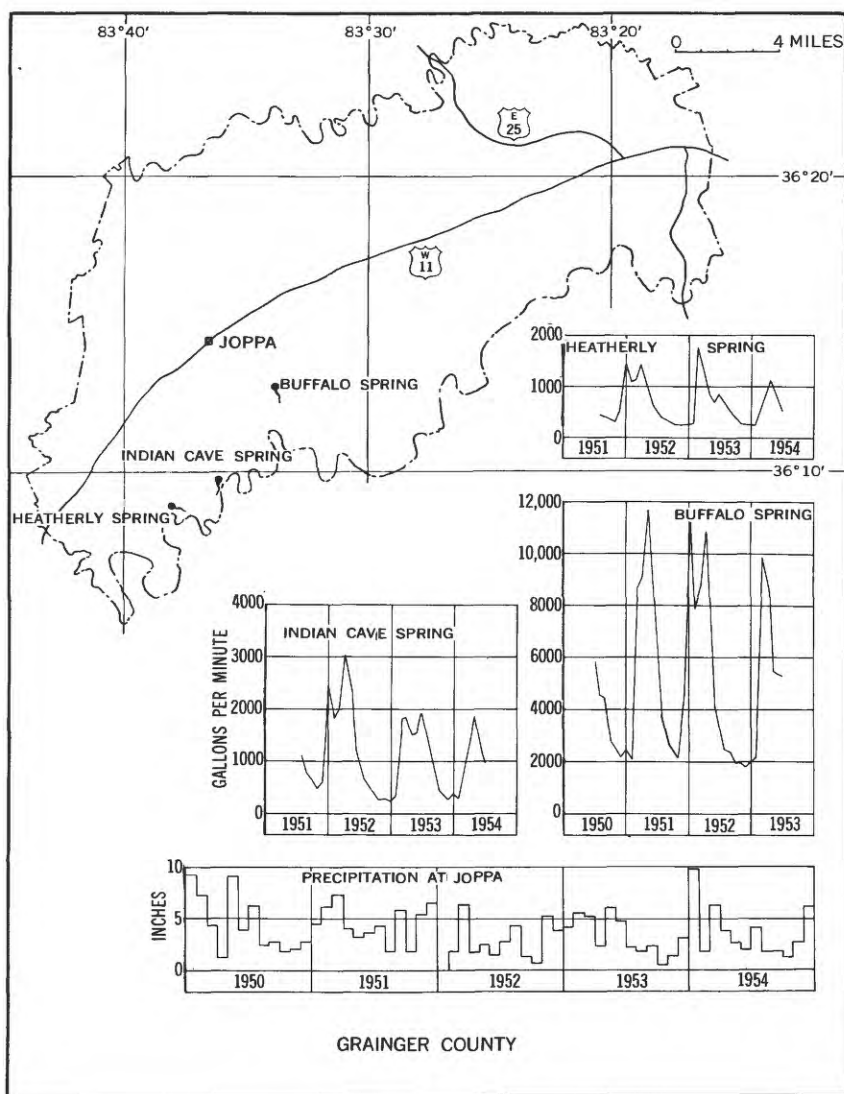 83°40' 83°30' 83°20' 0 4 MILES
E
25
36°20'
W
11
JOPPA
BUFFALO SPRING
INDIAN CAVE SPRING
HEATHERLY SPRING
36°10'
HEATHERLY SPRING
2000
1000
0
1951 1952 1953 1954
BUFFALO SPRING
12,000
10,000
8000
6000
4000
2000
0
1950 1951 1952 1953
INDIAN CAVE SPRING
GALLONS PER MINUTE
4000
3000
2000
1000
0
1951 1952 1953 1954
PRECIPITATION AT JOPPA
INCHES
10
5
0
1950 1951 1952 1953 1954
GRAINGER COUNTY